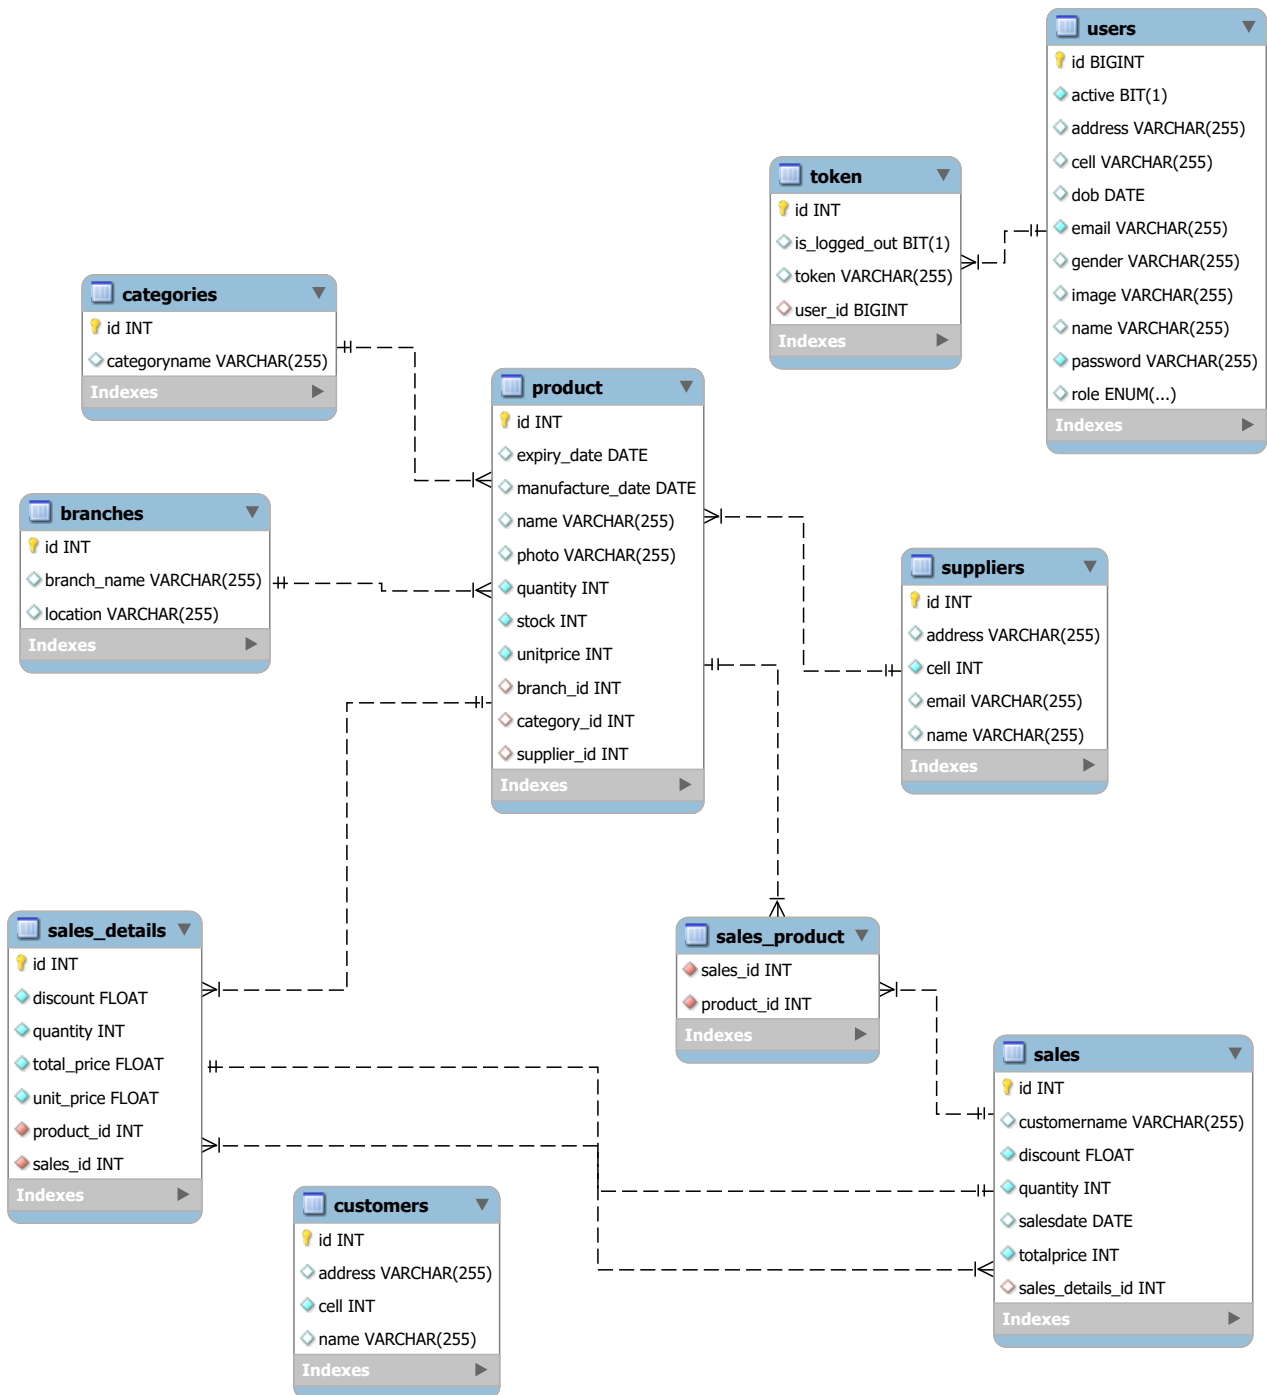 users
id BIGINT
active BIT(1)
address VARCHAR(255)
cell VARCHAR(255)
dob DATE
email VARCHAR(255)
gender VARCHAR(255)
image VARCHAR(255)
name VARCHAR(255)
password VARCHAR(255)
role ENUM(...)
Indexes
token
id INT
is_logged_out BIT(1)
token VARCHAR(255)
user_id BIGINT
Indexes
categories
id INT
categoryname VARCHAR(255)
Indexes
product
id INT
expiry_date DATE
manufacture_date DATE
name VARCHAR(255)
photo VARCHAR(255)
quantity INT
stock INT
unitprice INT
branch_id INT
category_id INT
supplier_id INT
Indexes
branches
id INT
branch_name VARCHAR(255)
location VARCHAR(255)
Indexes
suppliers
id INT
address VARCHAR(255)
cell INT
email VARCHAR(255)
name VARCHAR(255)
Indexes
sales_details
id INT
discount FLOAT
quantity INT
total_price FLOAT
unit_price FLOAT
product_id INT
sales_id INT
Indexes
sales_product
sales_id INT
product_id INT
Indexes
sales
id INT
customername VARCHAR(255)
discount FLOAT
quantity INT
salesdate DATE
totalprice INT
sales_details_id INT
Indexes
customers
id INT
address VARCHAR(255)
cell INT
name VARCHAR(255)
Indexes